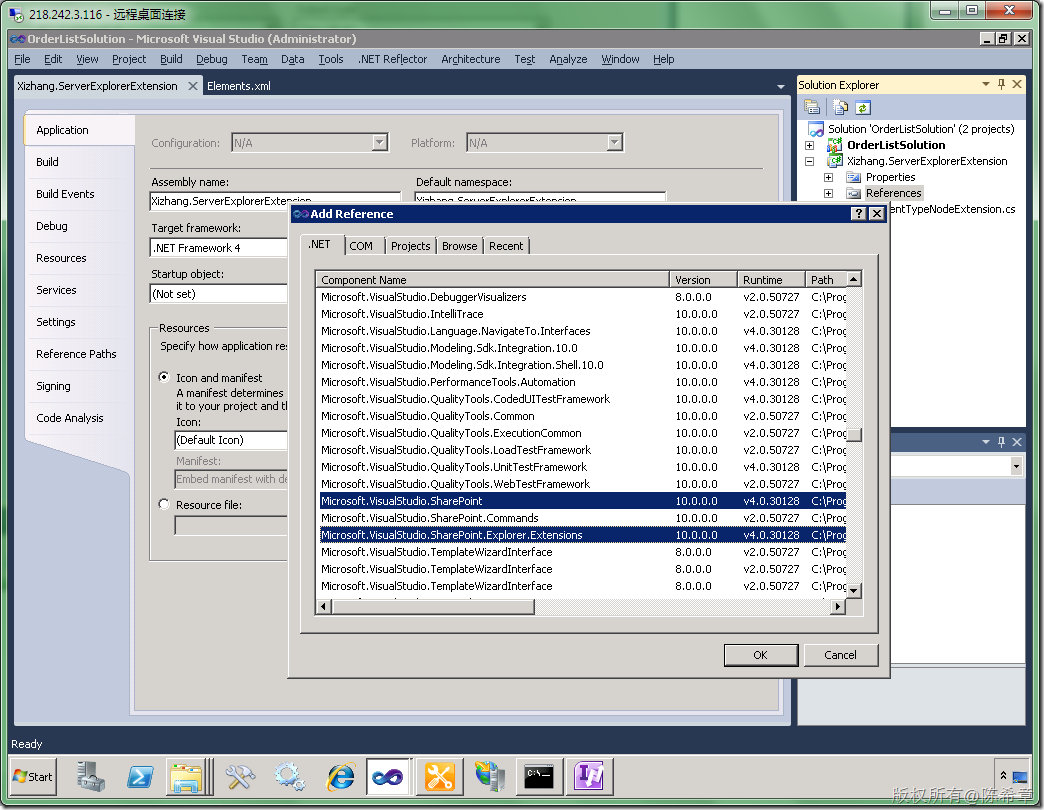 218.242.3.116 - 远程桌面连接
OrderListSolution - Microsoft Visual Studio (Administrator)
File Edit View Project Build Debug Team Data Tools .NET Reflector Architecture Test Analyze Window Help
Xizhang.ServerExplorerExtension Elements.xml
Application
Build
Build Events
Debug
Resources
Services
Settings
Reference Paths
Signing
Code Analysis
Configuration: N/A Platform: N/A
Assembly name: Default namespace:
Xizhang.ServerExplorerExtension Xizhang.ServerExplorerExtension
Target framework:
.NET Framework 4
Startup object:
(Not set)
Resources
Specify how application res
Icon and manifest
A manifest determines
it to your project and th
Icon:
(Default Icon)
Manifest:
Embed manifest with de
Resource file:
Solution Explorer
Solution 'OrderListSolution' (2 projects)
OrderListSolution
Xizhang.ServerExplorerExtension
Properties
References
entTypeNodeExtension.cs
Add Reference
.NET COM Projects Browse Recent
Component Name Version Runtime Path
Microsoft.VisualStudio.DebuggerVisualizers 8.0.0.0 v2.0.50727 C:\Prog
Microsoft.VisualStudio.IntelliTrace 10.0.0.0 v2.0.50727 C:\Prog
Microsoft.VisualStudio.Language.NavigateTo.Interfaces 10.0.0.0 v4.0.30128 C:\Prog
Microsoft.VisualStudio.Modeling.Sdk.Integration.10.0 10.0.0.0 v4.0.30128 C:\Prog
Microsoft.VisualStudio.Modeling.Sdk.Integration.Shell.10.0 10.0.0.0 v4.0.30128 C:\Prog
Microsoft.VisualStudio.PerformanceTools.Automation 10.0.0.0 v4.0.30128 C:\Prog
Microsoft.VisualStudio.QualityTools.CodedUITestFramework 10.0.0.0 v4.0.30128 C:\Prog
Microsoft.VisualStudio.QualityTools.Common 10.0.0.0 v2.0.50727 C:\Prog
Microsoft.VisualStudio.QualityTools.ExecutionCommon 10.0.0.0 v2.0.50727 C:\Prog
Microsoft.VisualStudio.QualityTools.LoadTestFramework 10.0.0.0 v2.0.50727 C:\Prog
Microsoft.VisualStudio.QualityTools.UnitTestFramework 10.0.0.0 v2.0.50727 C:\Prog
Microsoft.VisualStudio.QualityTools.WebTestFramework 10.0.0.0 v2.0.50727 C:\Prog
Microsoft.VisualStudio.SharePoint 10.0.0.0 v4.0.30128 C:\Prog
Microsoft.VisualStudio.SharePoint.Commands 10.0.0.0 v2.0.50727 C:\Prog
Microsoft.VisualStudio.SharePoint.Explorer.Extensions 10.0.0.0 v4.0.30128 C:\Prog
Microsoft.VisualStudio.TemplateWizardInterface 8.0.0.0 v2.0.50727 C:\Prog
Microsoft.VisualStudio.TemplateWizardInterface 8.0.0.0 v2.0.50727 C:\Prog
Microsoft.VisualStudio.TemplateWizardInterface 8.0.0.0 v2.0.50727 C:\Prog
OK Cancel
Ready
Start
版权所有@陈希章